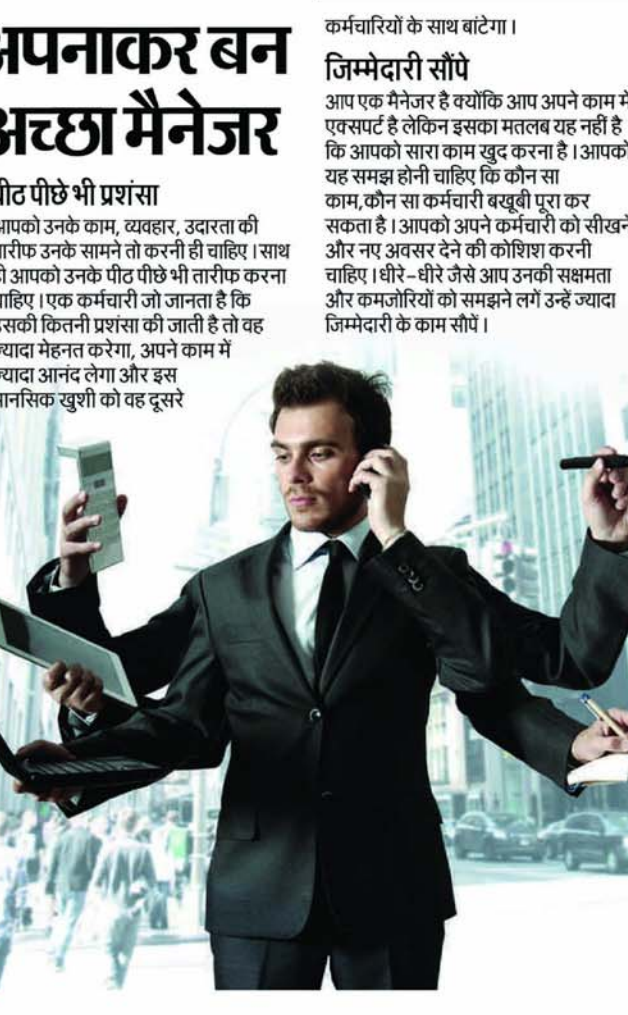 अपनाकर बन
अच्छा मैनेजर
पीठ पीछे भी प्रशंसा
आपको उनके काम, व्यवहार, उदारता की
तारीफ उनके सामने तो करनी ही चाहिए । साथ
ही आपको उनके पीठ पीछे भी तारीफ करना
चाहिए । एक कर्मचारी जो जानता है कि
उसकी कितनी प्रशंसा की जाती है तो वह
ज्यादा मेहनत करेगा, अपने काम में
ज्यादा आनंद लेगा और इस
मानसिक खुशी को वह दूसरे
कर्मचारियों के साथ बांटेगा ।
जिम्मेदारी सौंपे
आप एक मैनेजर है क्योंकि आप अपने काम में
एक्सपर्ट है लेकिन इसका मतलब यह नहीं है
कि आपको सारा काम खुद करना है । आपको
यह समझ होनी चाहिए कि कौन सा
काम,कौन सा कर्मचारी बखूबी पूरा कर
सकता है । आपको अपने कर्मचारी को सीखने
और नए अवसर देने की कोशिश करनी
चाहिए । धीरे-धीरे जैसे आप उनकी सक्षमता
और कमजोरियों को समझने लगें उन्हें ज्यादा
जिम्मेदारी के काम सौपें ।